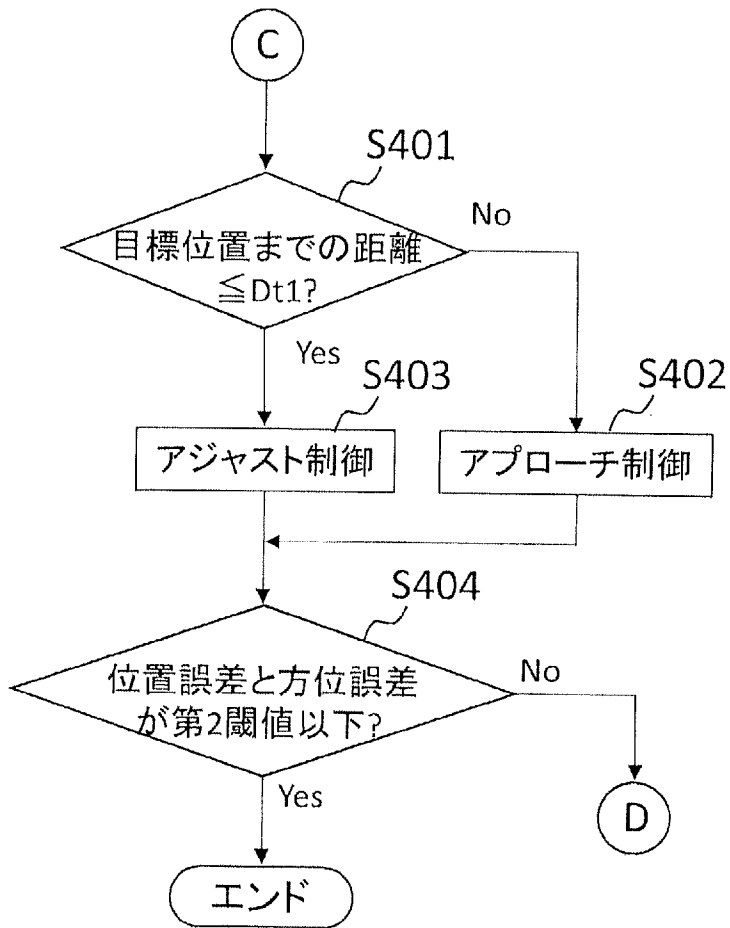 C
S401
目標位置までの距離
≦Dt1?
No
Yes
S403
アジャスト制御
S402
アプローチ制御
S404
位置誤差と方位誤差
が第2閾値以下?
No
Yes
D
エンド